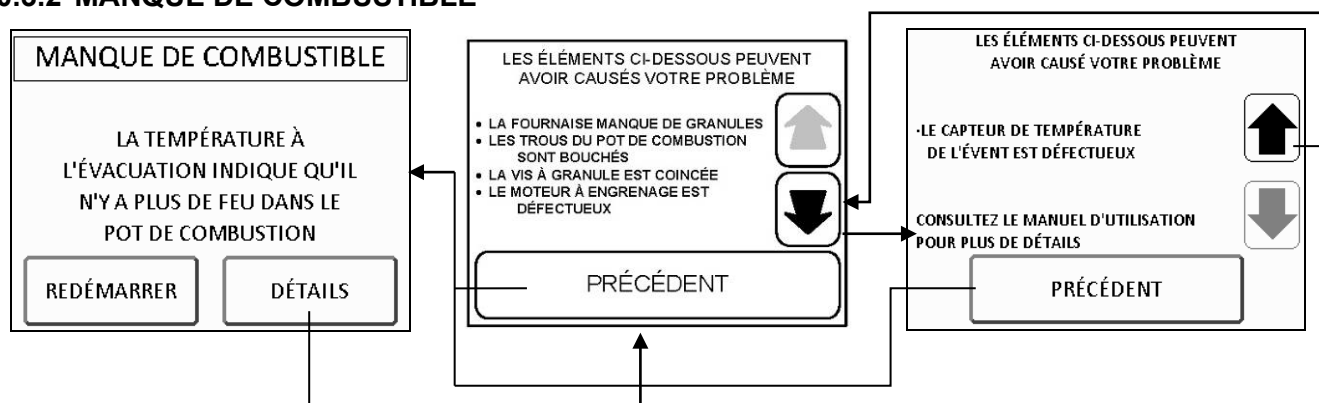 MANQUE DE COMBUSTIBLE
MANQUE DE COMBUSTIBLE
LA TEMPÉRATURE À
L'ÉVACUATION INDIQUE QU'IL
N'Y A PLUS DE FEU DANS LE
POT DE COMBUSTION
REDÉMARRER
DÉTAILS
LES ÉLÉMENTS CI-DESSOUS PEUVENT
AVOIR CAUSÉS VOTRE PROBLÈME
• LA FOURNAISE MANQUE DE GRANULES
• LES TROUS DU POT DE COMBUSTION
SONT BOUCHÉS
• LA VIS À GRANULE EST COINCÉE
• LE MOTEUR À ENGRENAGE EST
DÉFECTUEUX
PRÉCÉDENT
LES ÉLÉMENTS CI-DESSOUS PEUVENT
AVOIR CAUSÉ VOTRE PROBLÈME
·LE CAPTEUR DE TEMPÉRATURE
DE L'ÉVENT EST DÉFECTUEUX
CONSULTEZ LE MANUEL D'UTILISATION
POUR PLUS DE DÉTAILS
PRÉCÉDENT